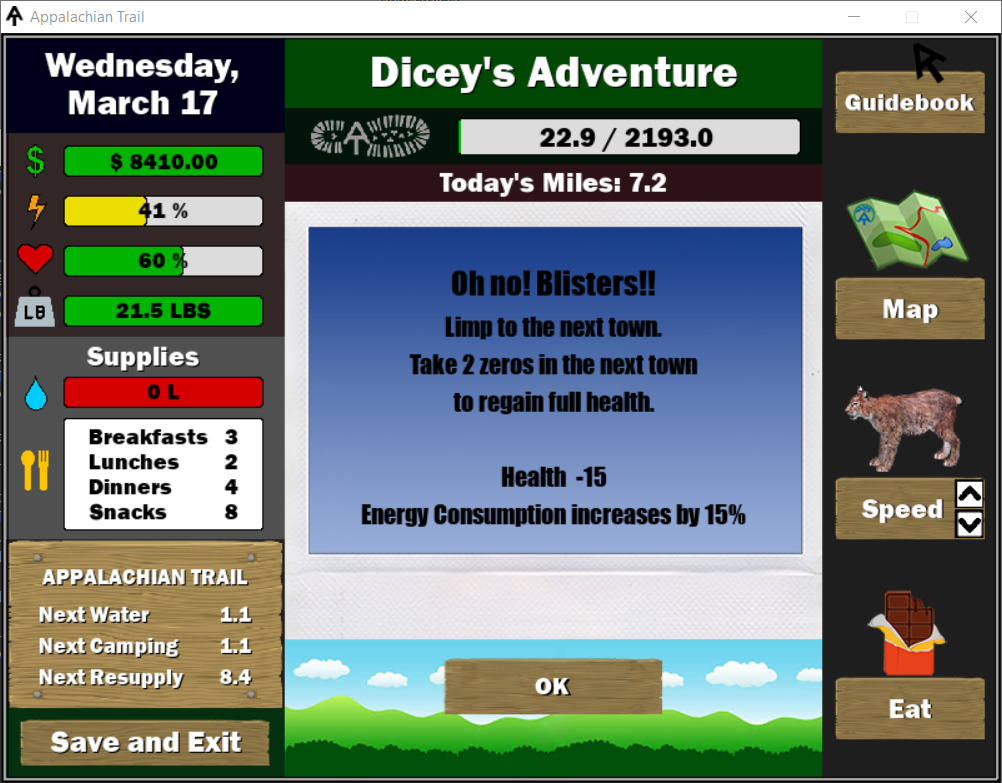 Appalachian Trail
Wednesday,
March 17
$ 8410.00
41 %
60 %
LB
21.5 LBS
Supplies
0 L
Breakfasts 3
Lunches 2
Dinners 4
Snacks 8
APPALACHIAN TRAIL
Next Water 1.1
Next Camping 1.1
Next Resupply 8.4
Save and Exit
Dicey's Adventure
22.9 / 2193.0
Today's Miles: 7.2
Oh no! Blisters!!
Limp to the next town.
Take 2 zeros in the next town
to regain full health.
Health -15
Energy Consumption increases by 15%
OK
Guidebook
Map
Speed
Eat